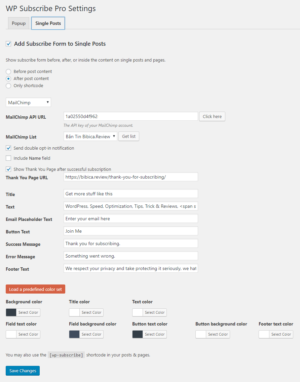 WP Subscribe Pro Settings
Popup Single Posts
Add Subscribe Form to Single Posts
Show subscribe form before, after, or inside the content on single posts and pages.
Before post content
After post content
Only shortcode
MailChimp
MailChimp API URL Click here
The API key of your MailChimp account.
MailChimp List Bản Tin Bibica.Review Get list
Send double opt-in notification
Include Name field
Show Thank You Page after successful subscription
Thank You Page URL https://bibica.review/thank-you-for-subscribing/
Title Get more stuff like this
Text WordPress, Speed, Optimization, Tips, Trick & Reviews, <span s
Email Placeholder Text Enter your email here
Button Text Join Me
Success Message Thank you for subscribing.
Error Message Something went wrong.
Footer Text We respect your privacy and take protecting it seriously, we hat
Load a predefined color set
Background color Title color Text color
Select Color Select Color Select Color
Field text color Field background color Button text color Button background color Footer text color
Select Color Select Color Select Color Select Color Select Color
You may also use the [wp-subscribe] shortcode in your posts & pages.
Save Changes